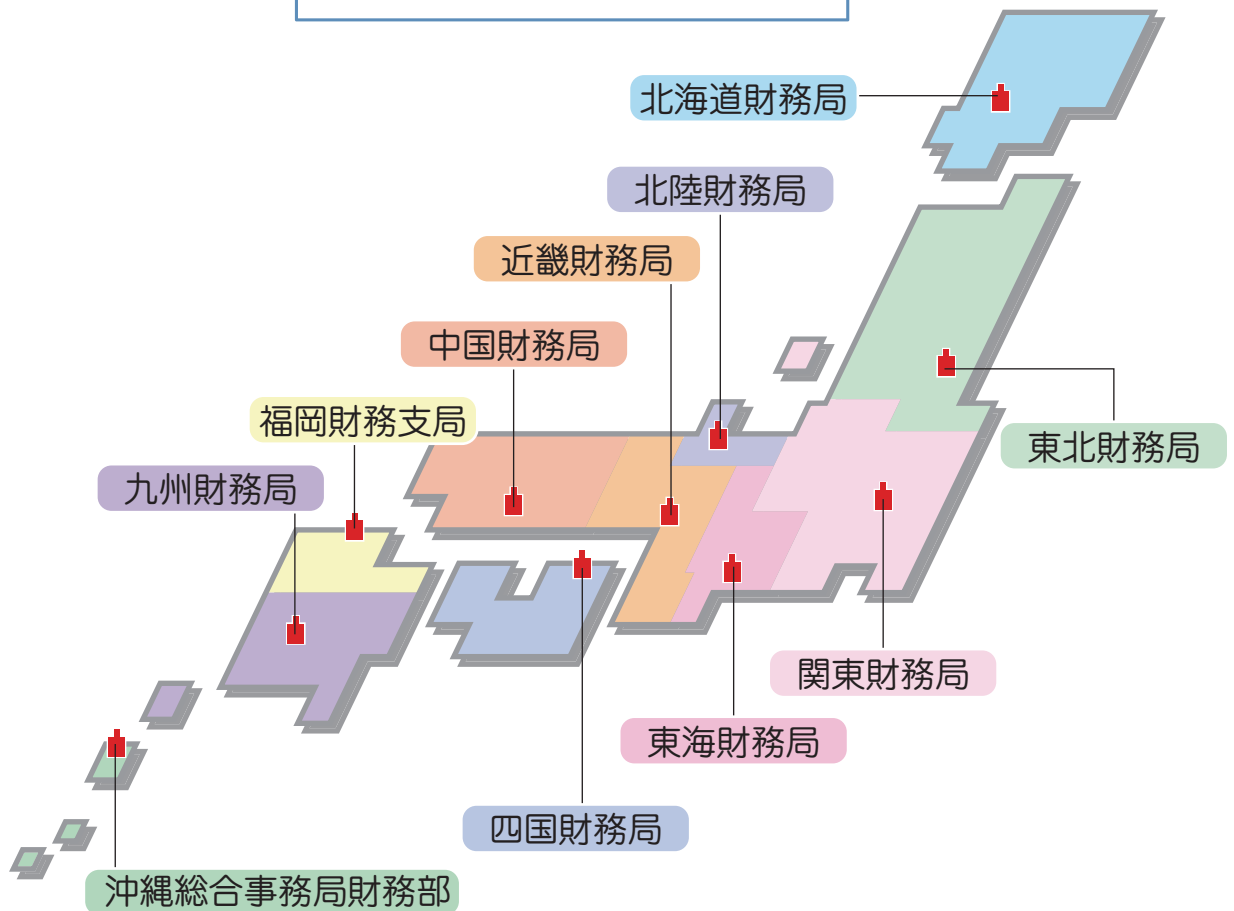 北海道財務局
北陸財務局
近畿財務局
中国財務局
福岡財務支局
東北財務局
九州財務局
関東財務局
東海財務局
四国財務局
沖縄総合事務局財務部